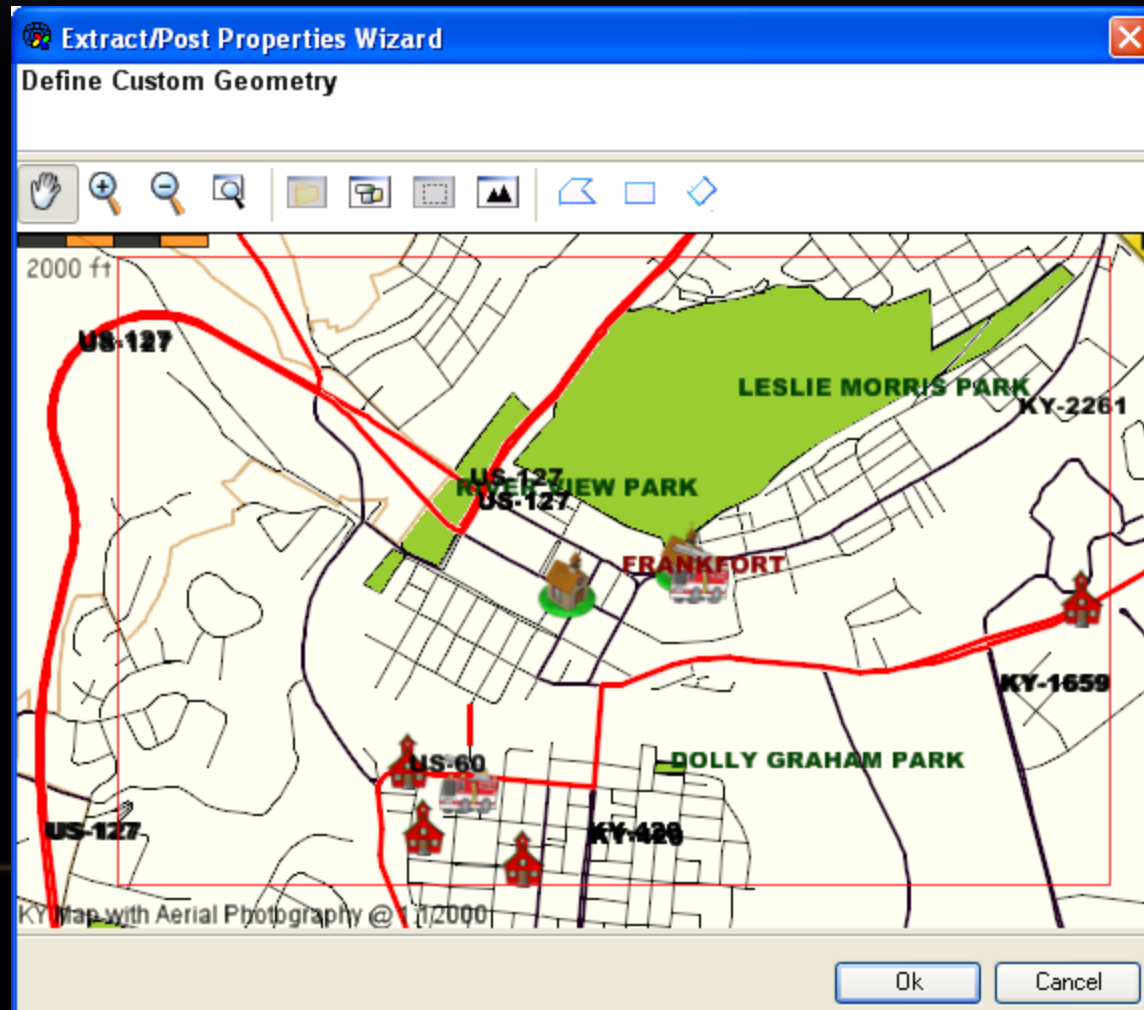 Extract/Post Properties Wizard
Define Custom Geometry
2000 ft
US-127
LESLIE MORRIS PARK
KY-2261
US-127
RIVER VIEW PARK
US-127
FRANKFORT
KY-1659
US-60
DOLLY GRAHAM PARK
US-127
KY-420
KY Map with Aerial Photography @
Ok
Cancel